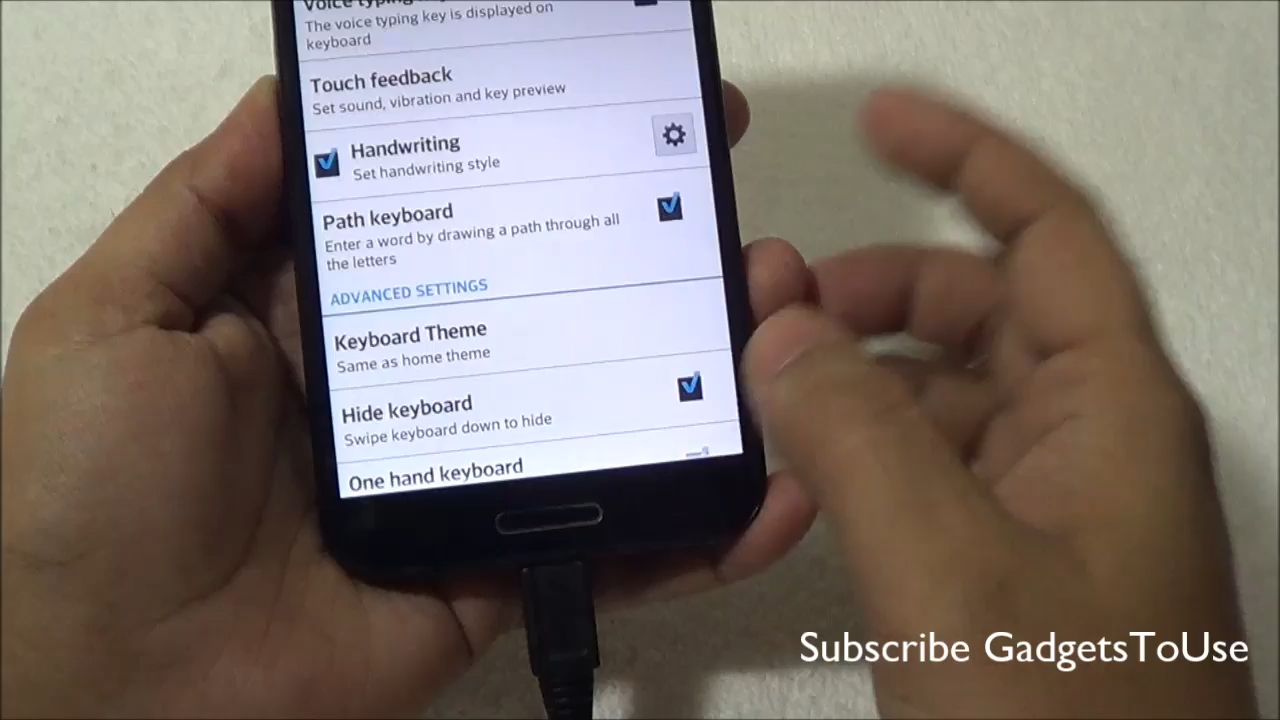 Voice typing
The voice typing key is displayed on
keyboard
Touch feedback
Set sound, vibration and key preview
Handwriting
Set handwriting style
Path keyboard
Enter a word by drawing a path through all
the letters
ADVANCED SETTINGS
Keyboard Theme
Same as home theme
Hide keyboard
Swipe keyboard down to hide
One hand keyboard
Subscribe GadgetsToUse